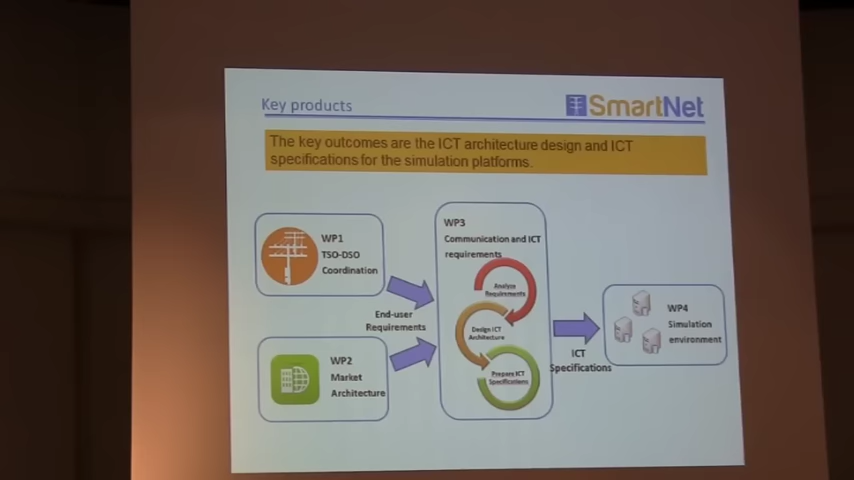 Key products
SmartNet
The key outcomes are the ICT architecture design and ICT
specifications for the simulation platforms.
WP1
TSO-DSO
Coordination
End-user
Requirements
WP2
Market
Architecture
WP3
Communication and ICT
requirements
Analyse
Requirements
Design ICT
Architecture
Prepare ICT
Specifications
ICT
Specifications
WP4
Simulation
environment